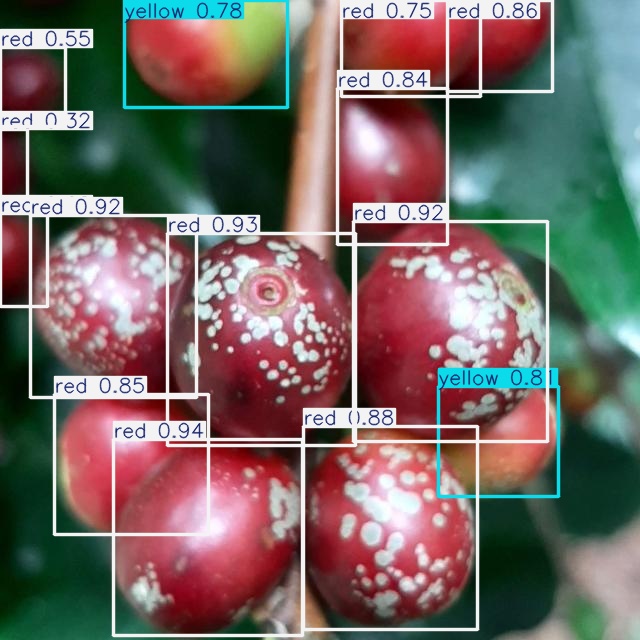 yellow 0.78
red 0.75
red 0.86
red 0.55
red 0.84
red 0.32
red 0.92
red 0.93
red 0.92
yellow 0.81
red 0.85
red 0.88
red 0.94